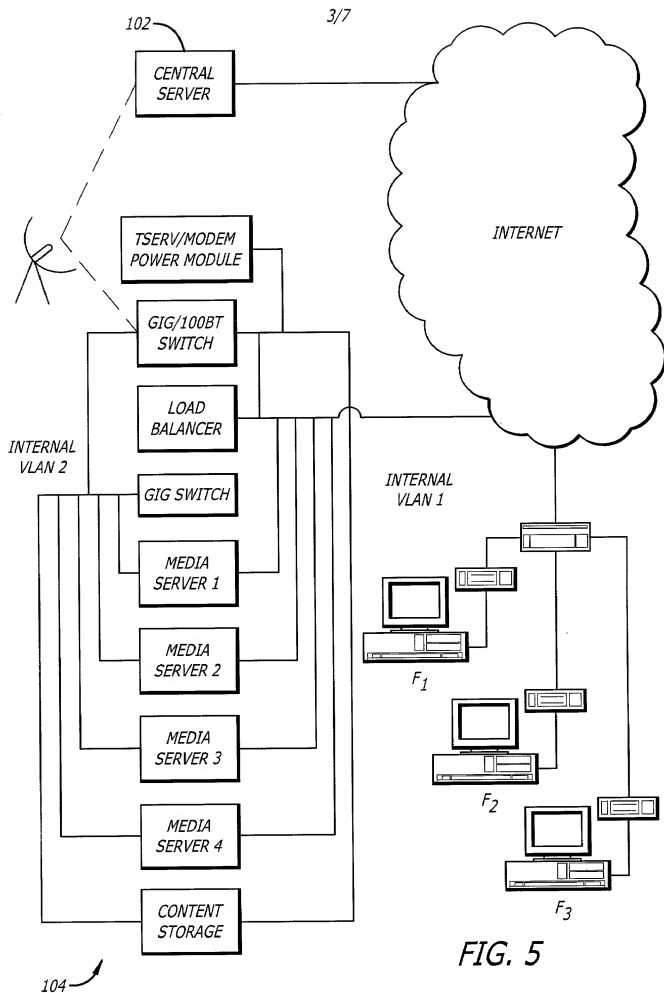 3/7
102
CENTRAL
SERVER
INTERNET
TSERV/MODEM
POWER MODULE
GIG/100BT
SWITCH
LOAD
BALANCER
INTERNAL
VLAN 2
INTERNAL
VLAN 1
GIG SWITCH
MEDIA
SERVER 1
MEDIA
SERVER 2
MEDIA
SERVER 3
MEDIA
SERVER 4
CONTENT
STORAGE
F1
F2
F3
104
FIG. 5